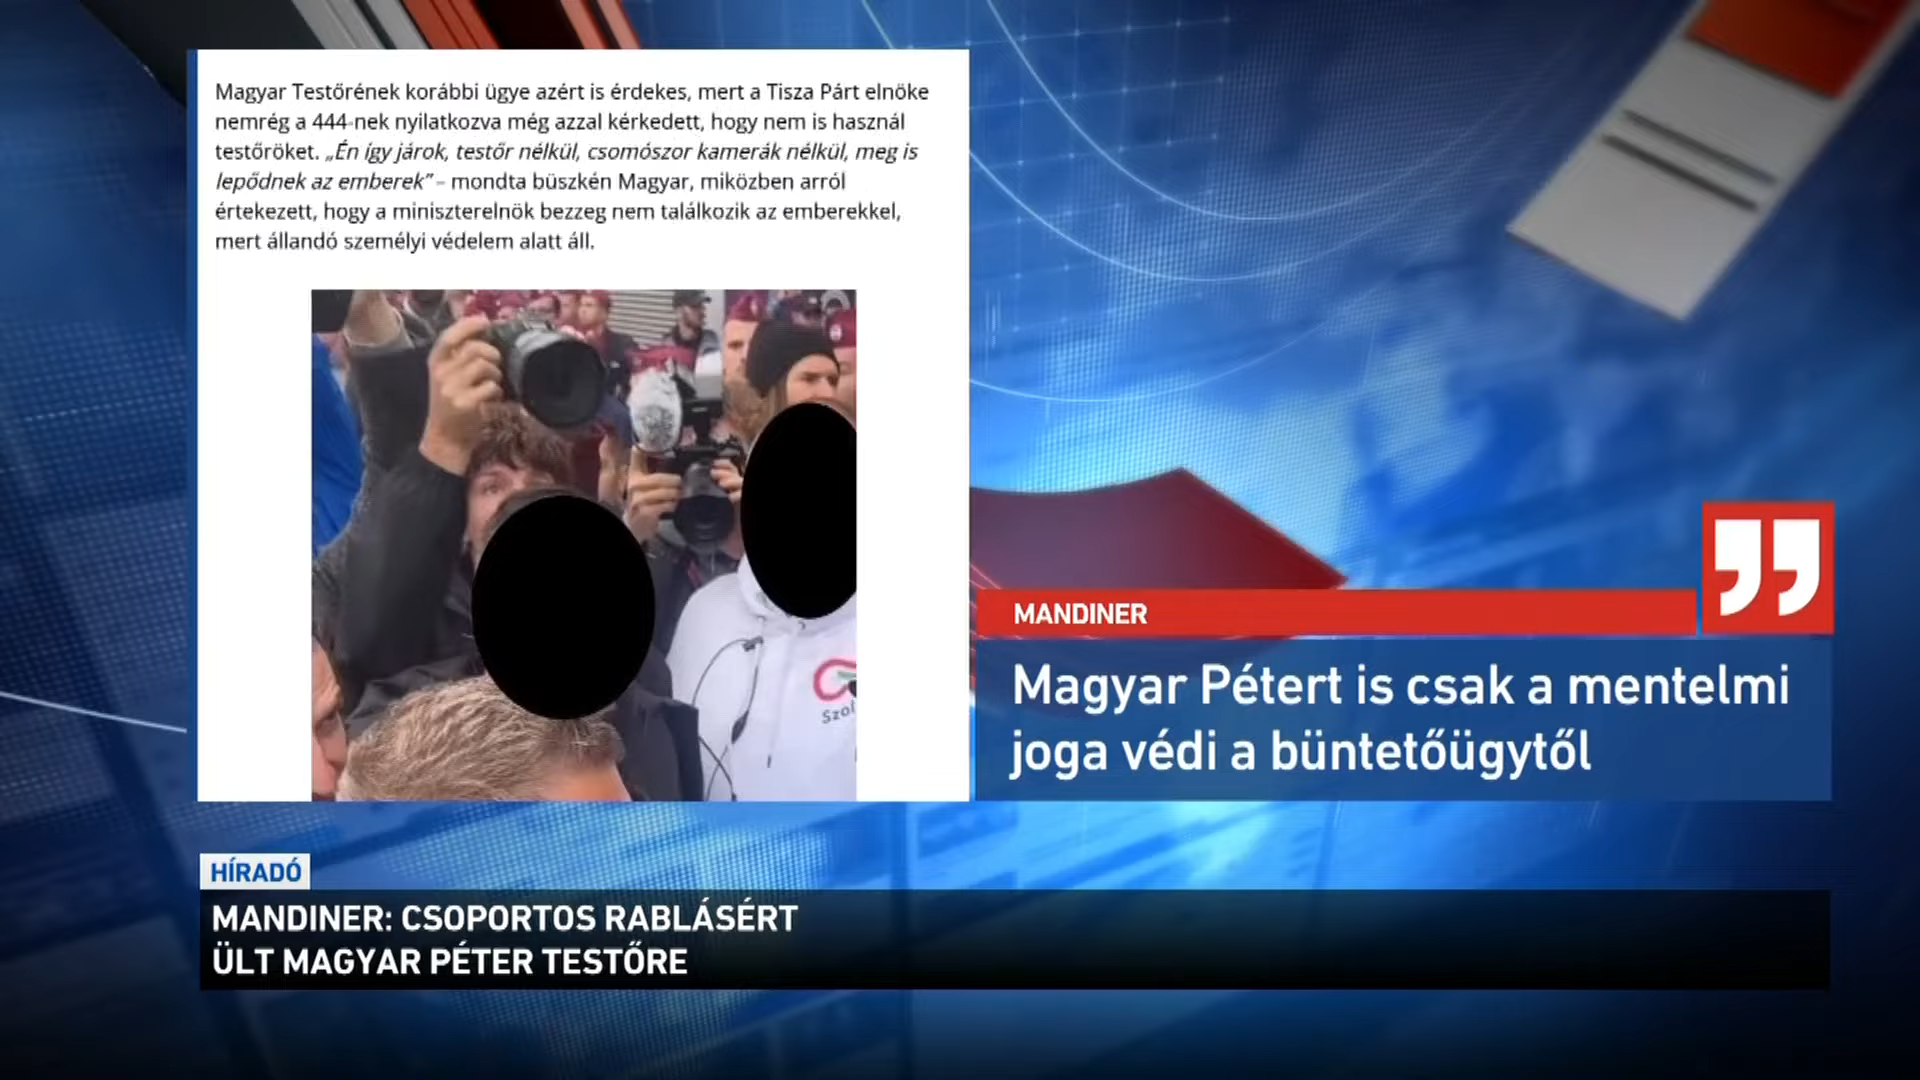 Magyar Testőrének korábbi ügye azért is érdekes, mert a Tisza Párt elnöke
nemrég a 444-nek nyilatkozva még azzal kérkedett, hogy nem is használ
testőröket. „Én így járok, testőr nélkül, csomószor kamerák nélkül, meg is
lepődnek az emberek” – mondta büszkén Magyar, miközben arról
értekezett, hogy a miniszterelnök bezzeg nem találkozik az emberekkel,
mert állandó személyi védelem alatt áll.
Szol
MANDINER
Magyar Pétert is csak a mentelmi
joga védi a büntetőügytől
HÍRADÓ
MANDINER: CSOPORTOS RABLÁSÉRT
ÜLT MAGYAR PÉTER TESTŐRE